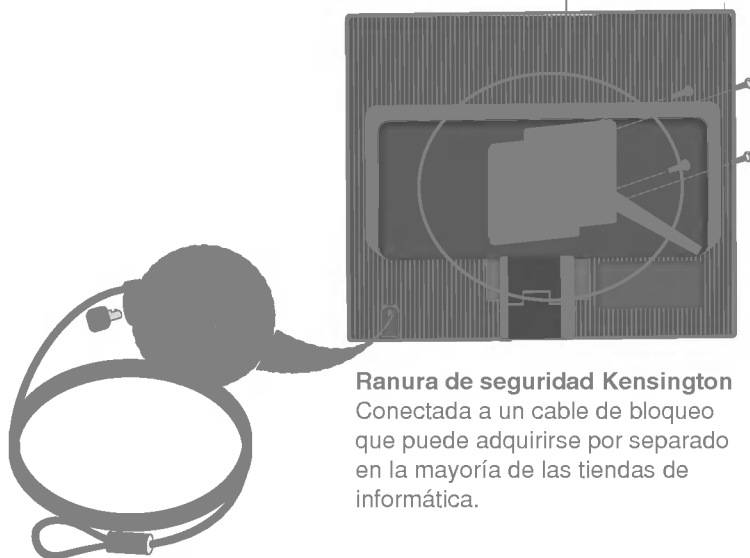 Ranura de seguridad Kensington
Conectada a un cable de bloqueo
que puede adquirirse por separado
en la mayoría de las tiendas de
informática.